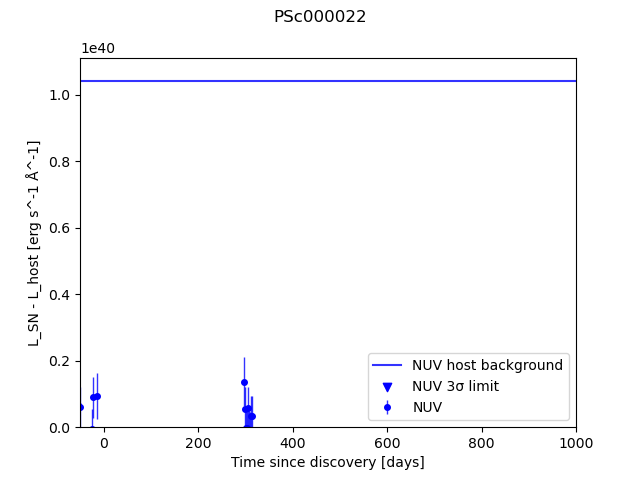 PSc000022
1e40
1.0
0.8
0.6
0.4
0.2
0.0
L_SN - L_host [erg s^-1 Å^-1]
NUV host background
NUV 3σ limit
NUV
0 200 400 600 800 1000
Time since discovery [days]